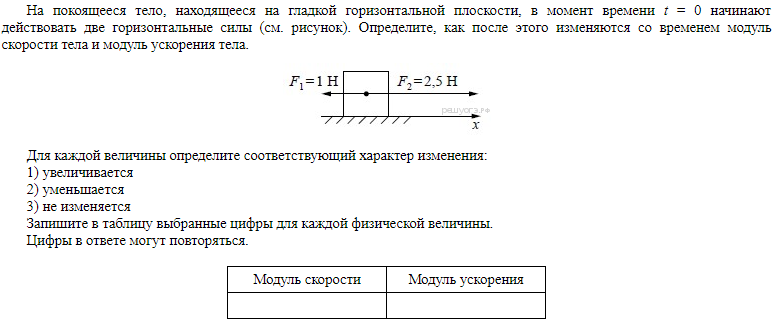 На покоящееся тело, находящееся на гладкой горизонтальной плоскости, в момент времени t = 0 начинают
действовать две горизонтальные силы (см. рисунок). Определите, как после этого изменяются со временем модуль
скорости тела и модуль ускорения тела.
F₁=1 Н F₂=2,5 Н
решуогэ.рф
x
Для каждой величины определите соответствующий характер изменения:
1) увеличивается
2) уменьшается
3) не изменяется
Запишите в таблицу выбранные цифры для каждой физической величины.
Цифры в ответе могут повторяться.
Модуль скорости Модуль ускорения